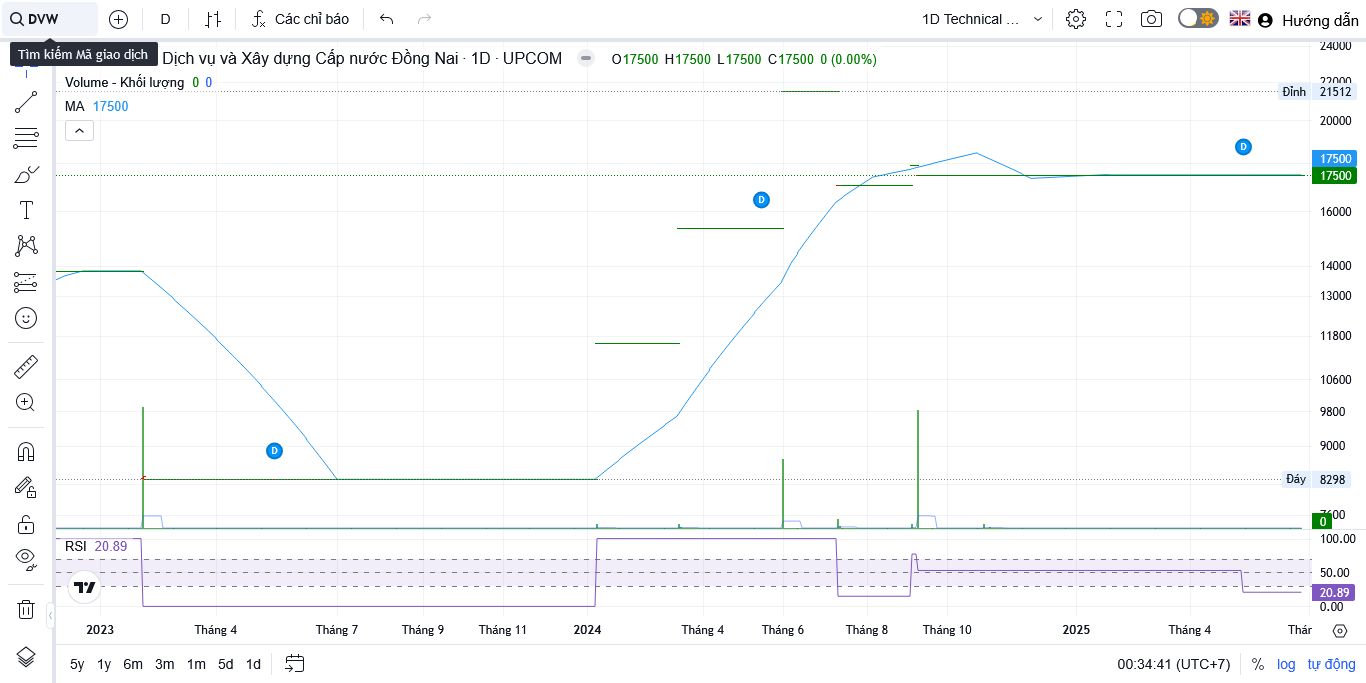 DVW
D
Các chỉ báo
1D Technical ...
Hướng dẫn
Tìm kiếm Mã giao dịch
Dịch vụ và Xây dựng Cấp nước Đồng Nai · 1D · UPCOM
O17500 H17500 L17500 C17500 0 (0.00%)
Volume - Khối lượng 0 0
MA 17500
24000
22000
Đỉnh 21512
20000
17500
17500
16000
14000
13000
11800
10600
9800
9000
Đáy 8298
7600
0
D
D
D
RSI 20.89
100.00
50.00
20.89
0.00
2023 Tháng 4 Tháng 7 Tháng 9 Tháng 11 2024 Tháng 4 Tháng 6 Tháng 8 Tháng 10 2025 Tháng 4 Thár
5y 1y 6m 3m 1m 5d 1d
00:34:41 (UTC+7) % log tự động